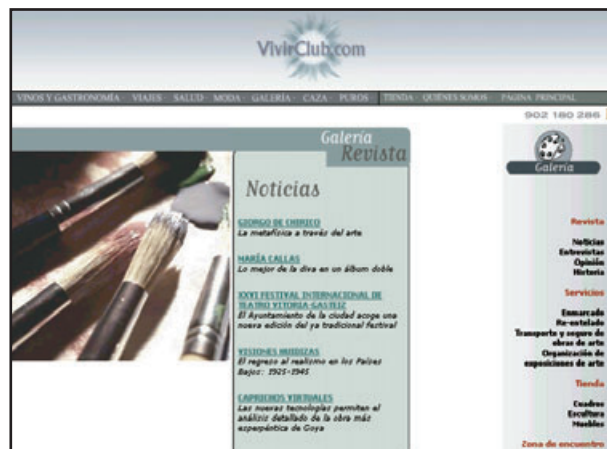 VivirClub.com
VINOS Y GASTRONOMÍA · VIAJES · SALUD · MODA · GALERÍA · CAZA · PUROS TIENDA · QUIÉNES SOMOS · PÁGINA PRINCIPAL
902 180 286
Galería
Revista
Noticias
GIORGO DE CHIRICO
La metafísica a través del arte
MARÍA CALLAS
Lo mejor de la diva en un álbum doble
XXVI FESTIVAL INTERNACIONAL DE
TEATRO VITORIA-GASTEIZ
El Ayuntamiento de la ciudad acoge una
nueva edición del ya tradicional festival
VISIONES HUIDIZAS
El regreso al realismo en los Países
Bajos: 1925-1945
CAPRICHOS VIRTUALES
Las nuevas tecnologías permiten el
análisis detallado de la obra más
esperpéntica de Goya
Galería
Revista
Noticias
Entrevistas
Opinión
Historia
Servicios
Enmarcado
Re-entelado
Transporte y seguro de
obras de arte
Organización de
exposiciones de arte
Tienda
Cuadros
Escultura
Muebles
Zona de encuentro